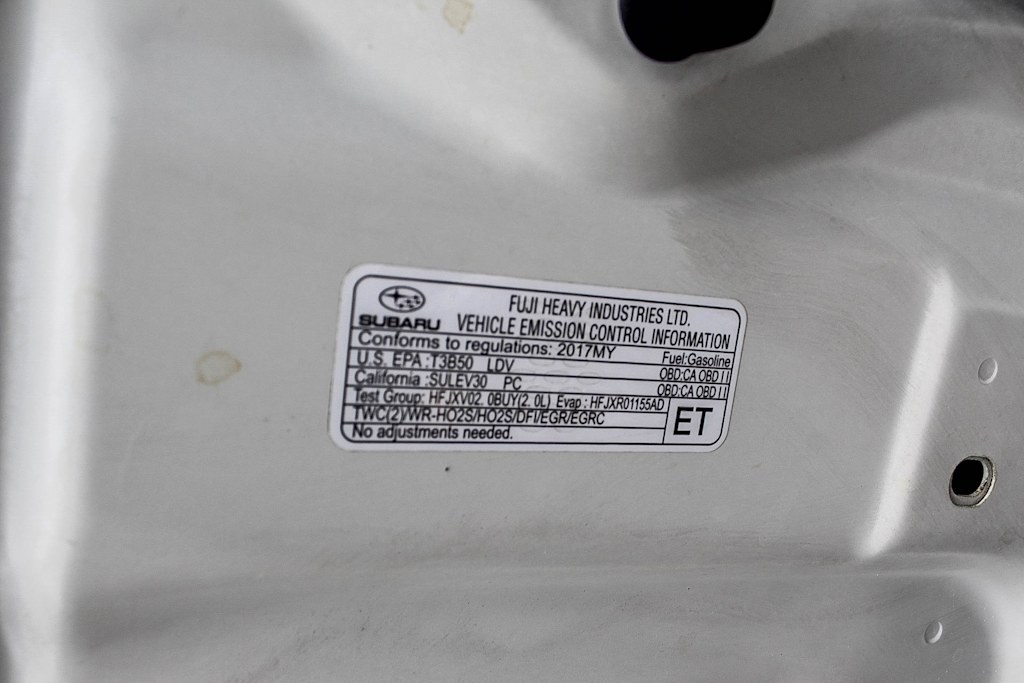 SUBARU
FUJI HEAVY INDUSTRIES LTD.
VEHICLE EMISSION CONTROL INFORMATION
Conforms to regulations: 2017MY Fuel:Gasoline
U.S. EPA :T3B50 LDV OBD:CA OBD II
California :SULEV30 PC OBD:CA OBD II
Test Group: HFJXV02. 0BUY(2. 0L) Evap : HFJXR01155AD
TWC(2)/WR-HO2S/HO2S/DFI/EGR/EGRC
No adjustments needed.
ET